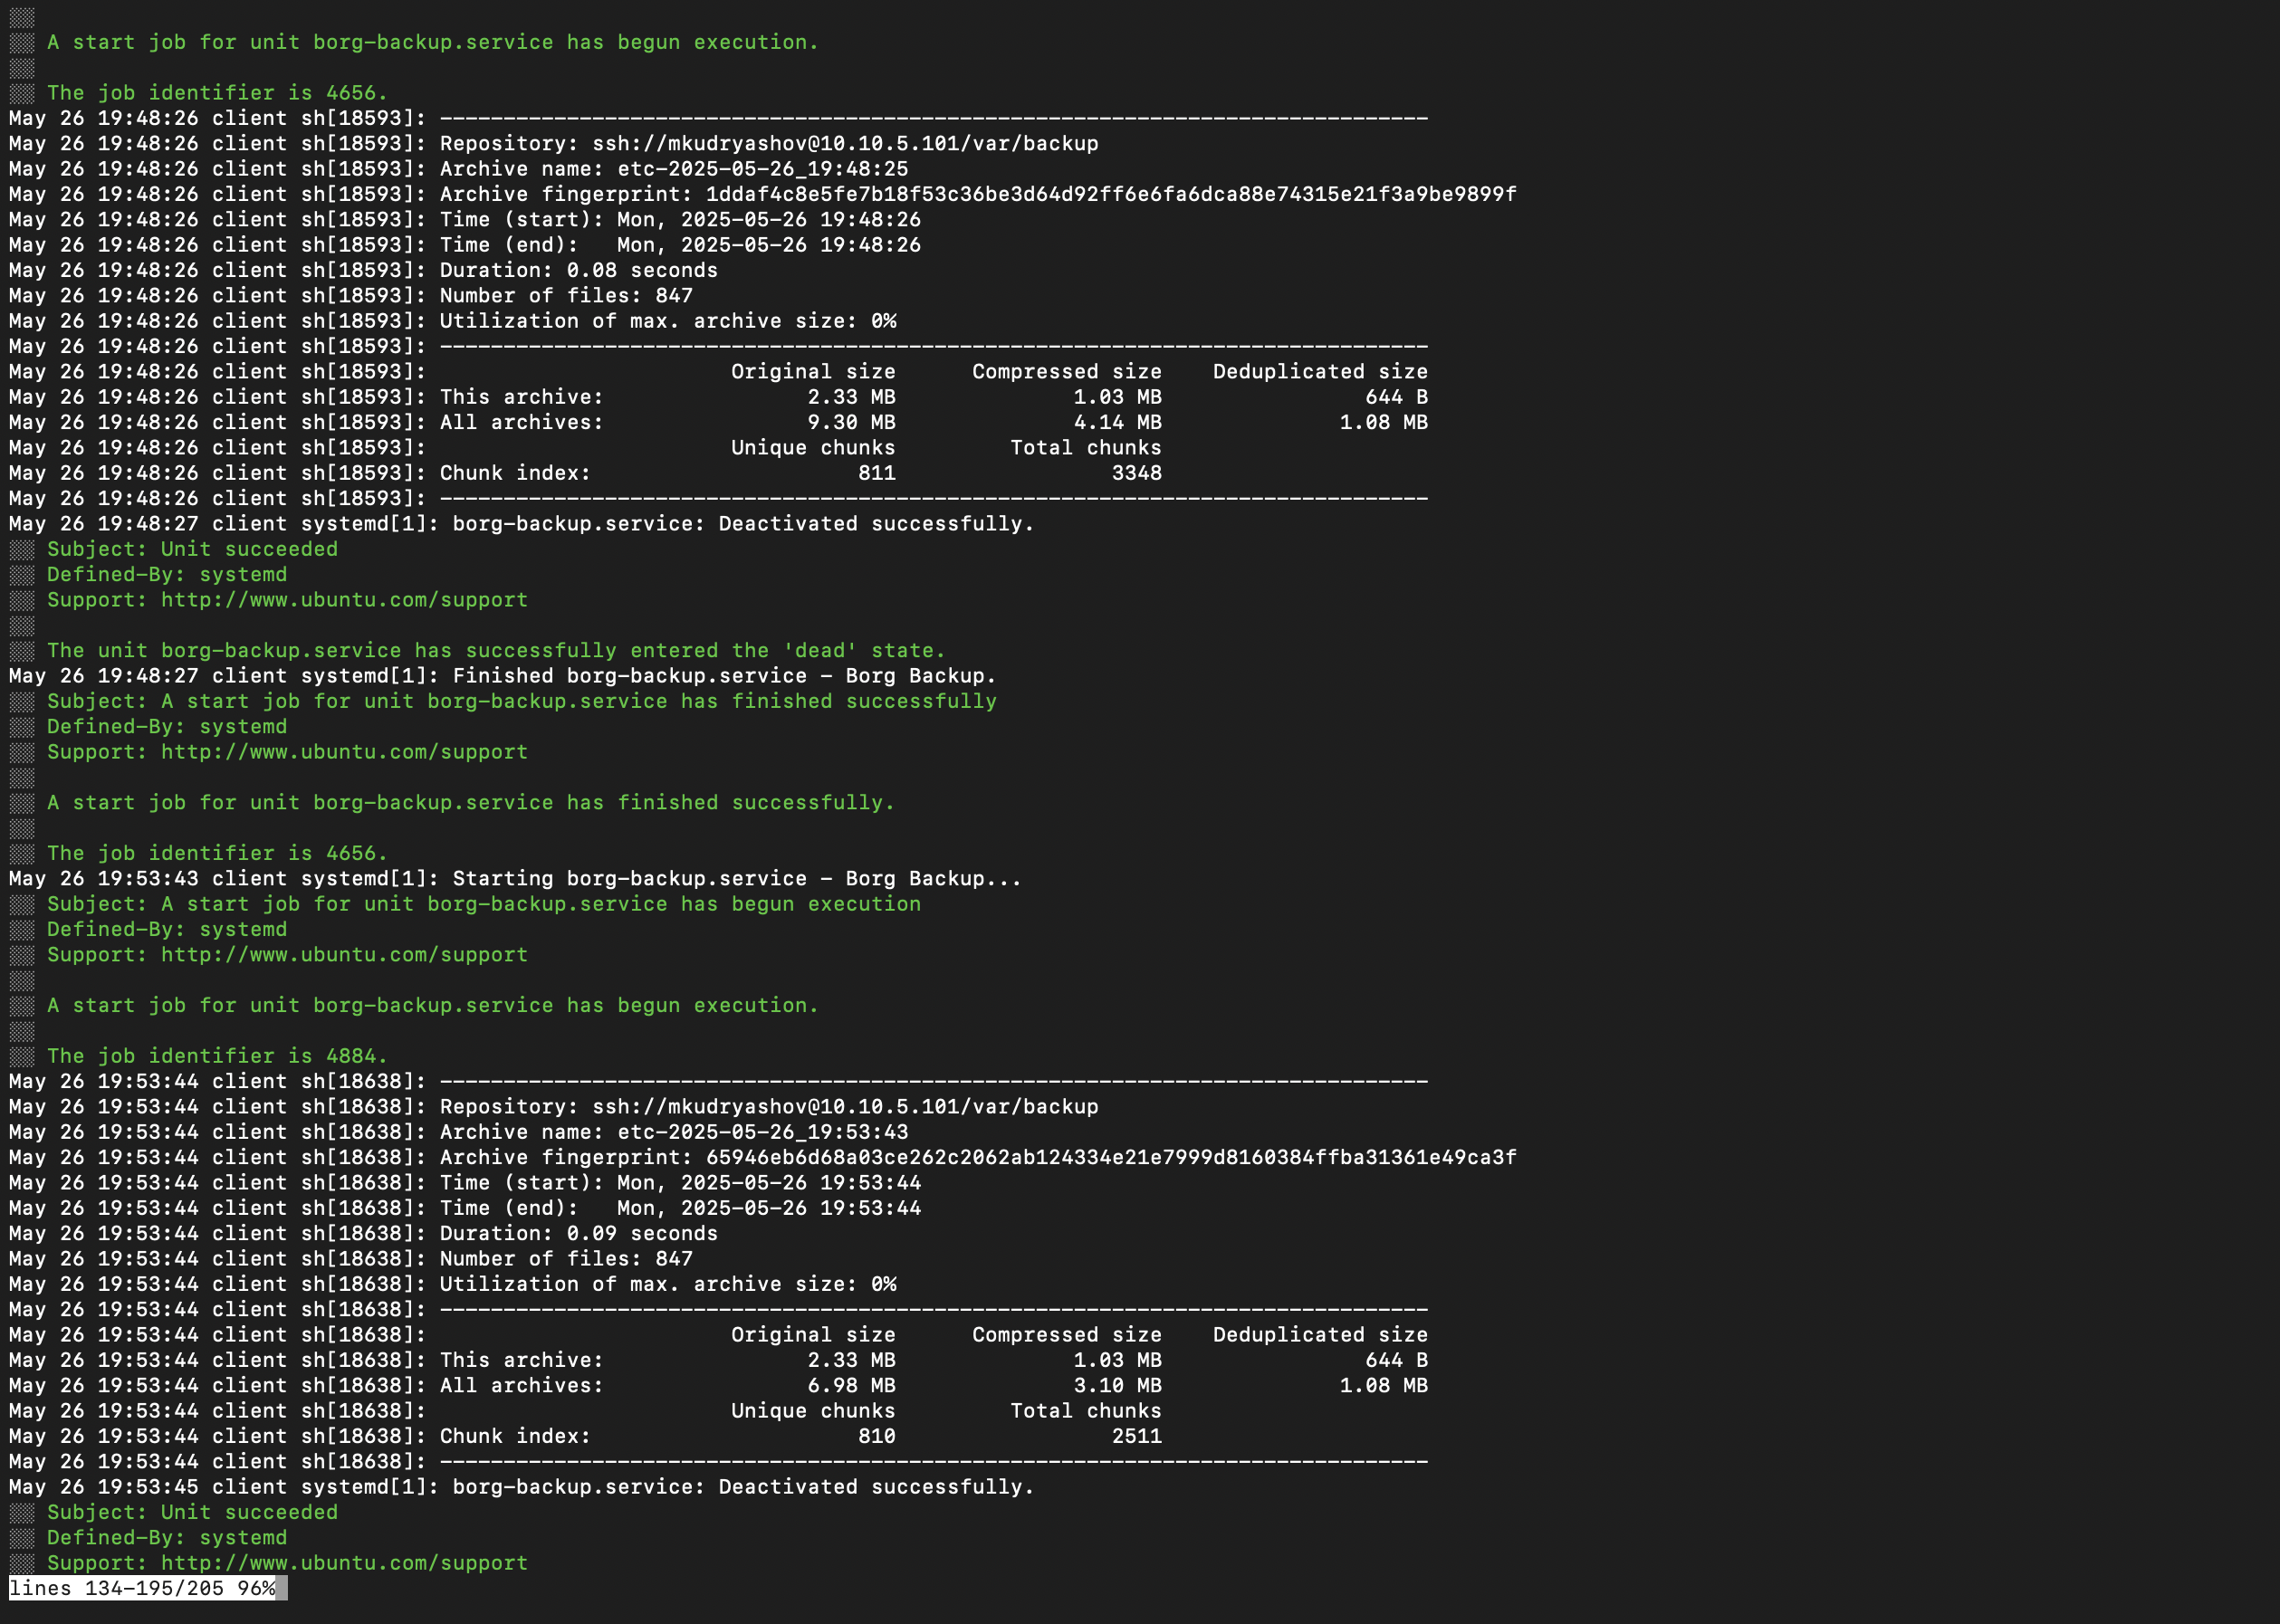 ░░
░░ A start job for unit borg-backup.service has begun execution.
░░
░░ The job identifier is 4656.
May 26 19:48:26 client sh[18593]: ------------------------------------------------------------------------------
May 26 19:48:26 client sh[18593]: Repository: ssh://mkudryashov@10.10.5.101/var/backup
May 26 19:48:26 client sh[18593]: Archive name: etc-2025-05-26_19:48:25
May 26 19:48:26 client sh[18593]: Archive fingerprint: 1ddaf4c8e5fe7b18f53c36be3d64d92ff6e6fa6dca88e74315e21f3a9be9899f
May 26 19:48:26 client sh[18593]: Time (start): Mon, 2025-05-26 19:48:26
May 26 19:48:26 client sh[18593]: Time (end):   Mon, 2025-05-26 19:48:26
May 26 19:48:26 client sh[18593]: Duration: 0.08 seconds
May 26 19:48:26 client sh[18593]: Number of files: 847
May 26 19:48:26 client sh[18593]: Utilization of max. archive size: 0%
May 26 19:48:26 client sh[18593]: ------------------------------------------------------------------------------
May 26 19:48:26 client sh[18593]:                        Original size      Compressed size    Deduplicated size
May 26 19:48:26 client sh[18593]: This archive:                2.33 MB              1.03 MB                644 B
May 26 19:48:26 client sh[18593]: All archives:                9.30 MB              4.14 MB              1.08 MB
May 26 19:48:26 client sh[18593]:                        Unique chunks         Total chunks
May 26 19:48:26 client sh[18593]: Chunk index:                     811                 3348
May 26 19:48:26 client sh[18593]: ------------------------------------------------------------------------------
May 26 19:48:27 client systemd[1]: borg-backup.service: Deactivated successfully.
░░ Subject: Unit succeeded
░░ Defined-By: systemd
░░ Support: http://www.ubuntu.com/support
░░
░░ The unit borg-backup.service has successfully entered the 'dead' state.
May 26 19:48:27 client systemd[1]: Finished borg-backup.service - Borg Backup.
░░ Subject: A start job for unit borg-backup.service has finished successfully
░░ Defined-By: systemd
░░ Support: http://www.ubuntu.com/support
░░
░░ A start job for unit borg-backup.service has finished successfully.
░░
░░ The job identifier is 4656.
May 26 19:53:43 client systemd[1]: Starting borg-backup.service - Borg Backup...
░░ Subject: A start job for unit borg-backup.service has begun execution
░░ Defined-By: systemd
░░ Support: http://www.ubuntu.com/support
░░
░░ A start job for unit borg-backup.service has begun execution.
░░
░░ The job identifier is 4884.
May 26 19:53:44 client sh[18638]: ------------------------------------------------------------------------------
May 26 19:53:44 client sh[18638]: Repository: ssh://mkudryashov@10.10.5.101/var/backup
May 26 19:53:44 client sh[18638]: Archive name: etc-2025-05-26_19:53:43
May 26 19:53:44 client sh[18638]: Archive fingerprint: 65946eb6d68a03ce262c2062ab124334e21e7999d8160384ffba31361e49ca3f
May 26 19:53:44 client sh[18638]: Time (start): Mon, 2025-05-26 19:53:44
May 26 19:53:44 client sh[18638]: Time (end):   Mon, 2025-05-26 19:53:44
May 26 19:53:44 client sh[18638]: Duration: 0.09 seconds
May 26 19:53:44 client sh[18638]: Number of files: 847
May 26 19:53:44 client sh[18638]: Utilization of max. archive size: 0%
May 26 19:53:44 client sh[18638]: ------------------------------------------------------------------------------
May 26 19:53:44 client sh[18638]:                        Original size      Compressed size    Deduplicated size
May 26 19:53:44 client sh[18638]: This archive:                2.33 MB              1.03 MB                644 B
May 26 19:53:44 client sh[18638]: All archives:                6.98 MB              3.10 MB              1.08 MB
May 26 19:53:44 client sh[18638]:                        Unique chunks         Total chunks
May 26 19:53:44 client sh[18638]: Chunk index:                     810                 2511
May 26 19:53:44 client sh[18638]: ------------------------------------------------------------------------------
May 26 19:53:45 client systemd[1]: borg-backup.service: Deactivated successfully.
░░ Subject: Unit succeeded
░░ Defined-By: systemd
░░ Support: http://www.ubuntu.com/support
lines 134-195/205 96%